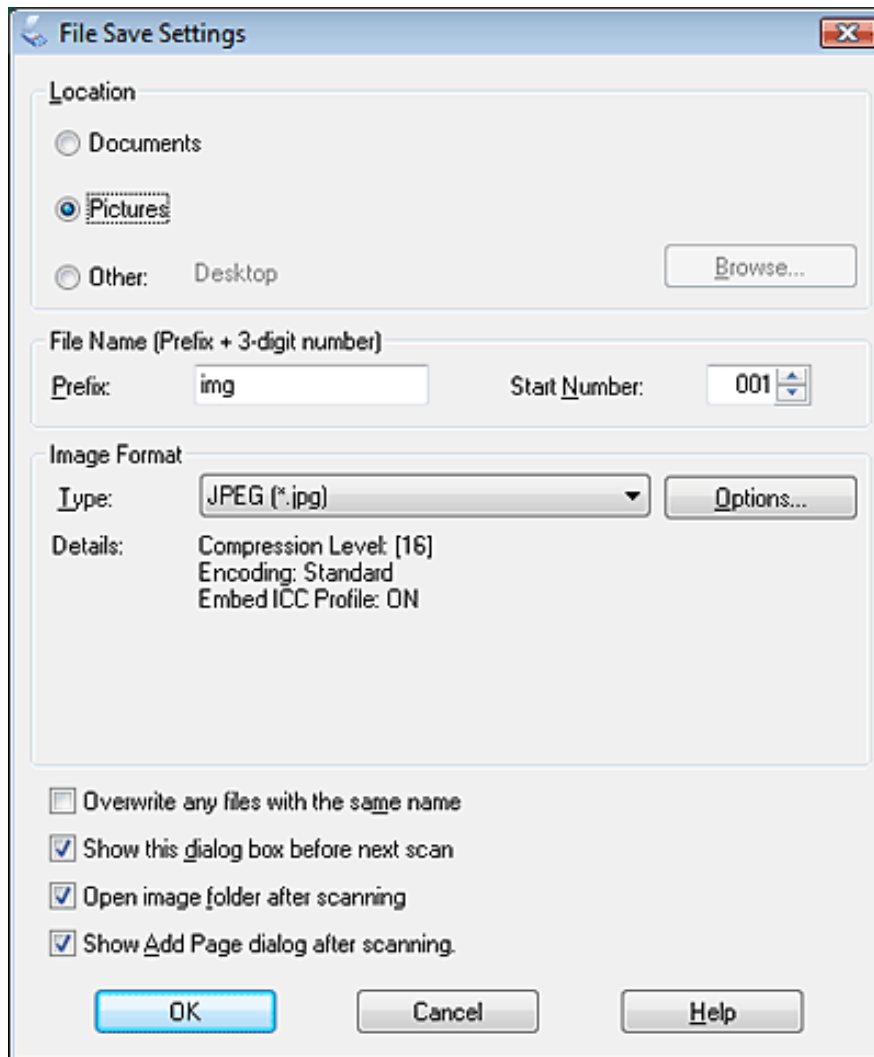 File Save Settings
Location
Documents
Pictures
Other: Desktop Browse...
File Name (Prefix + 3-digit number)
Prefix: img Start Number: 001
Image Format
Type: JPEG (*.jpg) Options...
Details: Compression Level: [16]
Encoding: Standard
Embed ICC Profile: ON
Overwrite any files with the same name
Show this dialog box before next scan
Open image folder after scanning
Show Add Page dialog after scanning.
OK Cancel Help